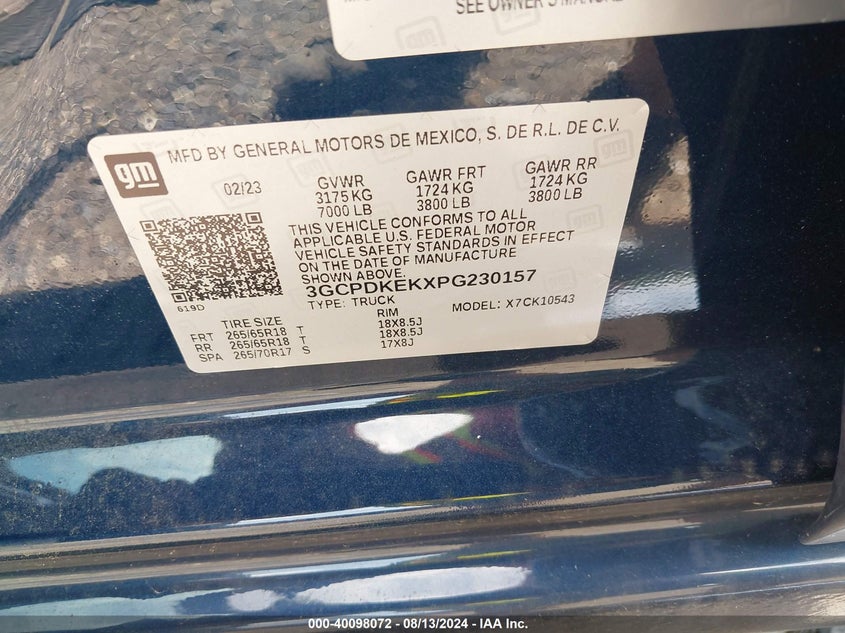 SEE OWNER'S MANUAL
gm
MFD BY GENERAL MOTORS DE MEXICO, S. DE R.L. DE C.V.
02/23 GVWR GAWR FRT GAWR RR
3175 KG 1724 KG 1724 KG
7000 LB 3800 LB 3800 LB
THIS VEHICLE CONFORMS TO ALL
APPLICABLE U.S. FEDERAL MOTOR
VEHICLE SAFETY STANDARDS IN EFFECT
ON THE DATE OF MANUFACTURE
SHOWN ABOVE.
3GCPDKEKXPG230157
619D TYPE: TRUCK MODEL: X7CK10543
TIRE SIZE RIM
FRT 265/65R18 T 18X8.5J
RR 265/65R18 T 18X8.5J
SPA 265/70R17 S 17X8J
000-40098072 - 08/13/2024 - IAA Inc.